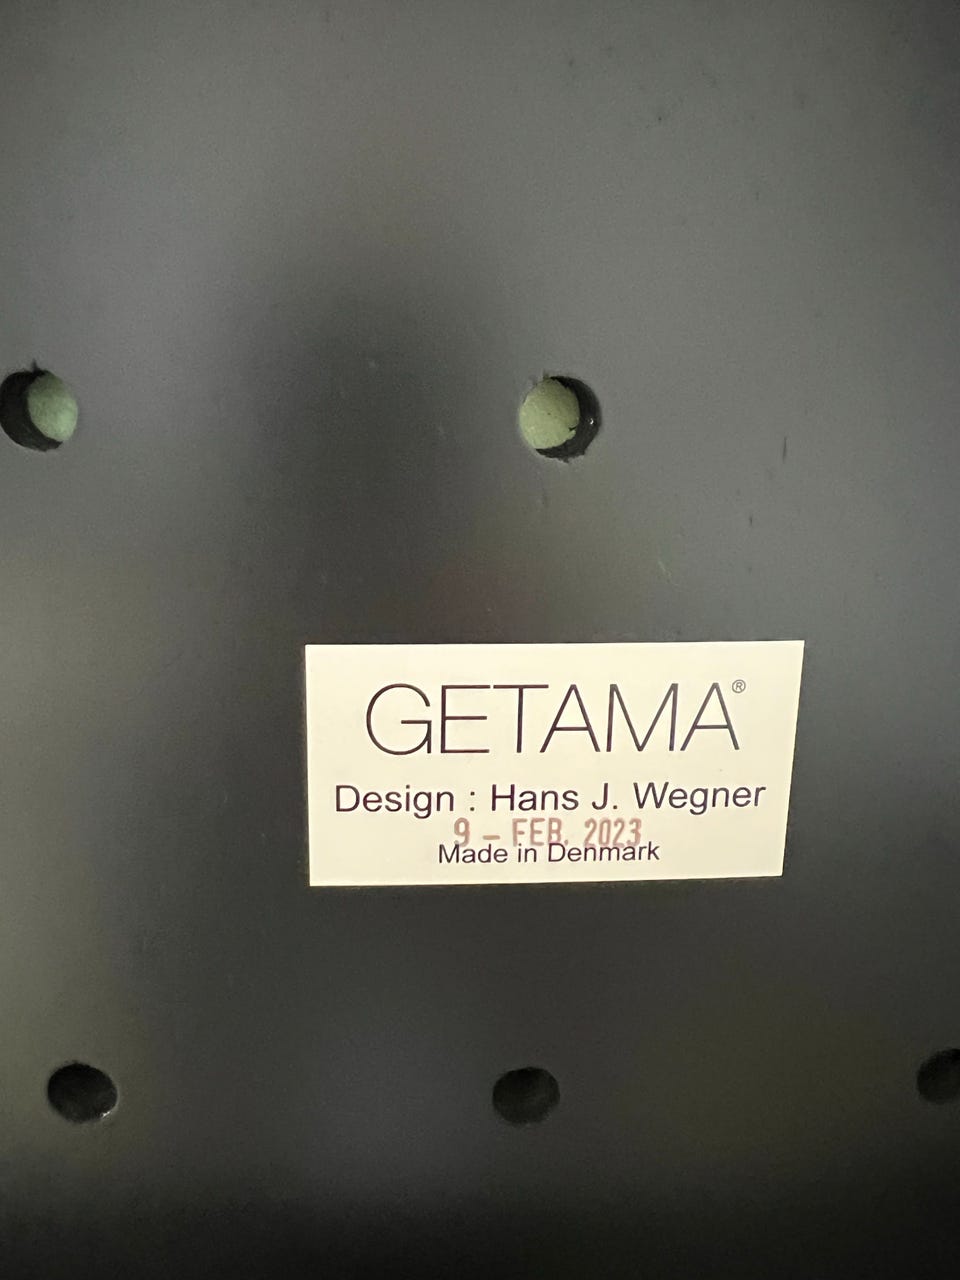 GETAMA®
Design : Hans J. Wegner
9 - FEB. 2023
Made in Denmark